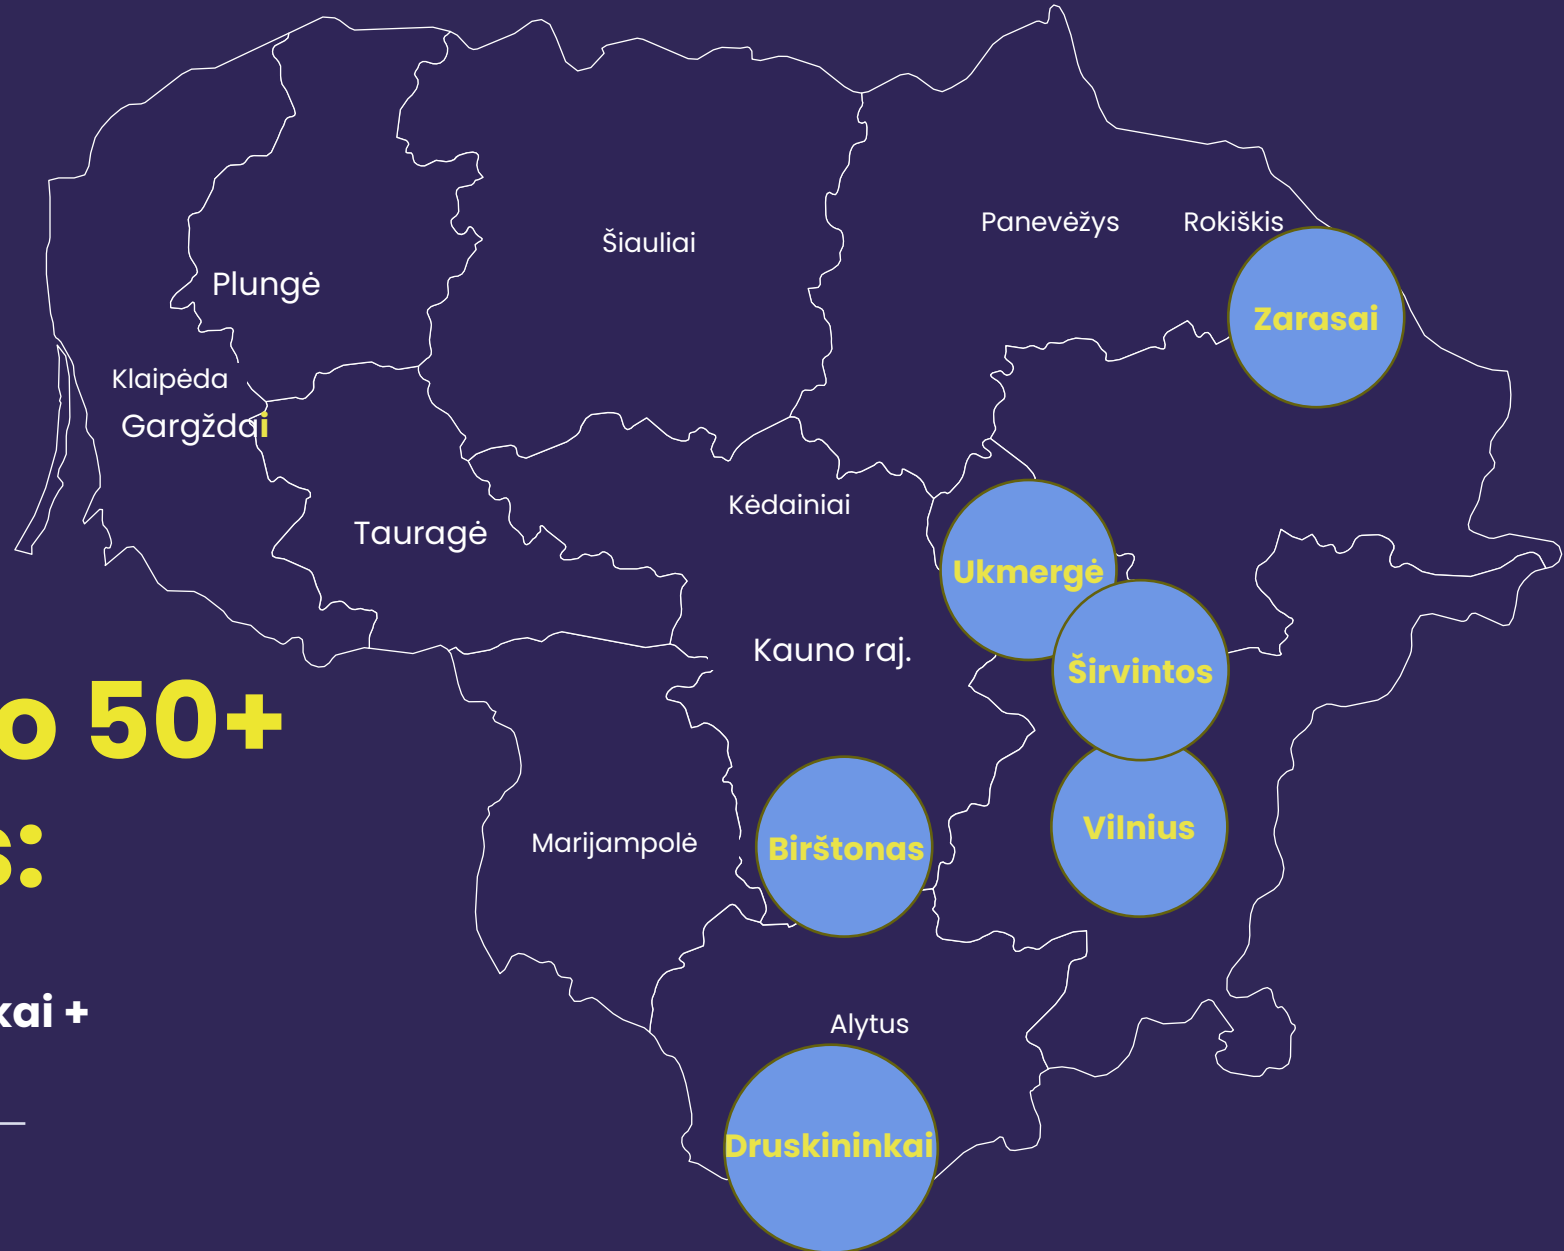 Panevėžys
Rokiškis
Šiauliai
Plungė
Zarasai
Klaipėda
Gargždai
Kėdainiai
Tauragė
Ukmergė
Kauno raj.
Širvintos
o 50+
Vilnius
Marijampolė
Birštonas
s:
kai +
Alytus
Druskininkai